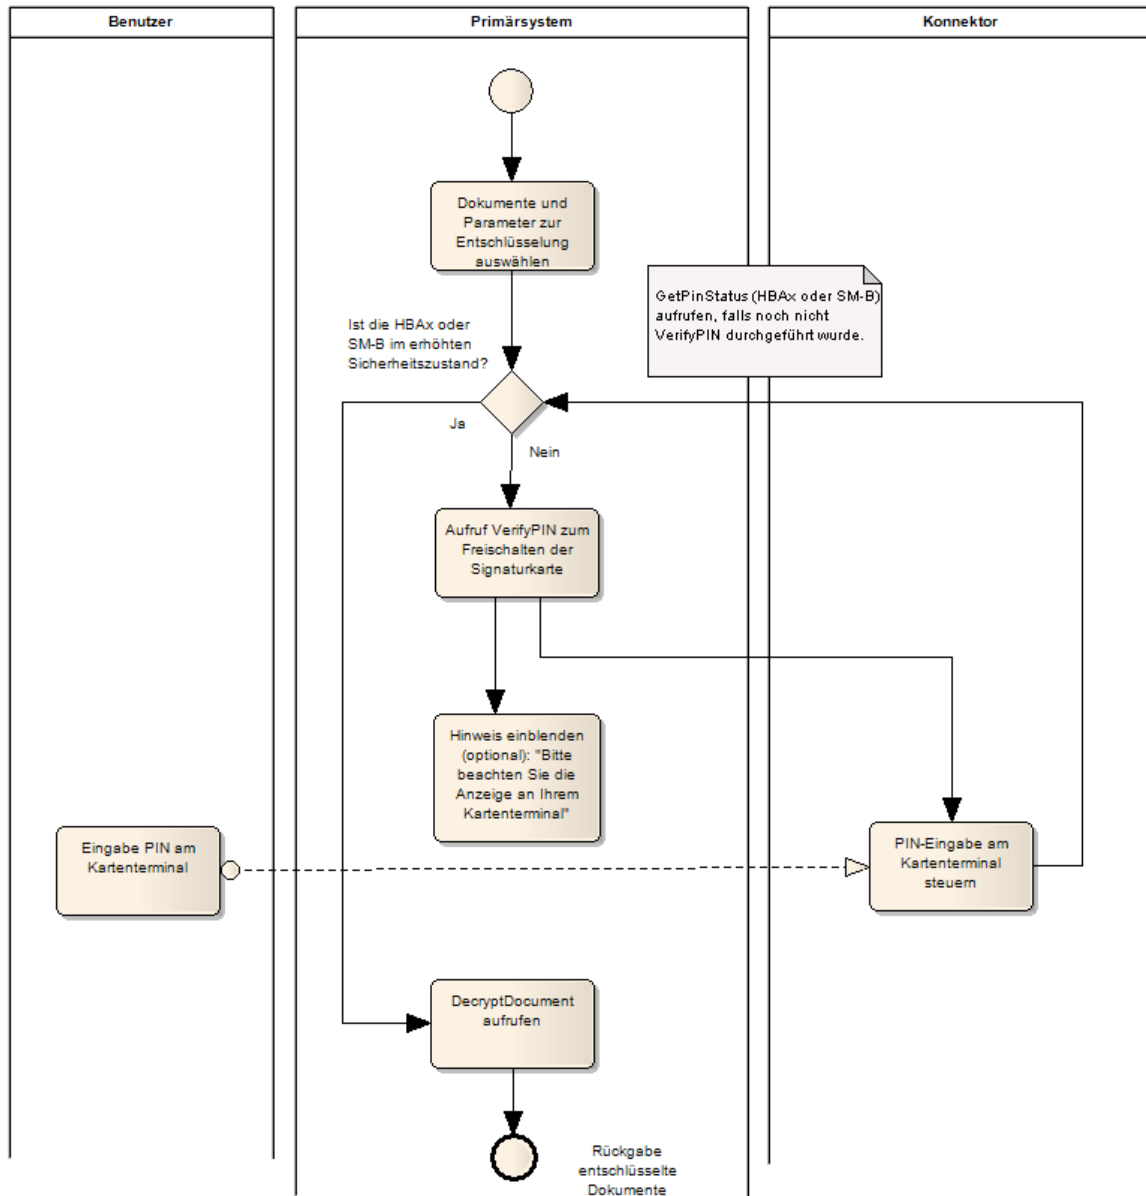 Benutzer
Primärsystem
Konnektor
Dokumente und
Parameter zur
Entschlüsselung
auswählen
GetPinStatus (HBAx oder SM-B)
aufrufen, falls noch nicht
VerifyPIN durchgeführt wurde.
Ist die HBAx oder
SM-B im erhöhten
Sicherheitszustand?
Ja
Nein
Aufruf VerifyPIN zum
Freischalten der
Signaturkarte
Hinweis einblenden
(optional): "Bitte
beachten Sie die
Anzeige an Ihrem
Kartenterminal"
Eingabe PIN am
Kartenterminal
PIN-Eingabe am
Kartenterminal
steuern
DecryptDocument
aufrufen
Rückgabe
entschlüsselte
Dokumente